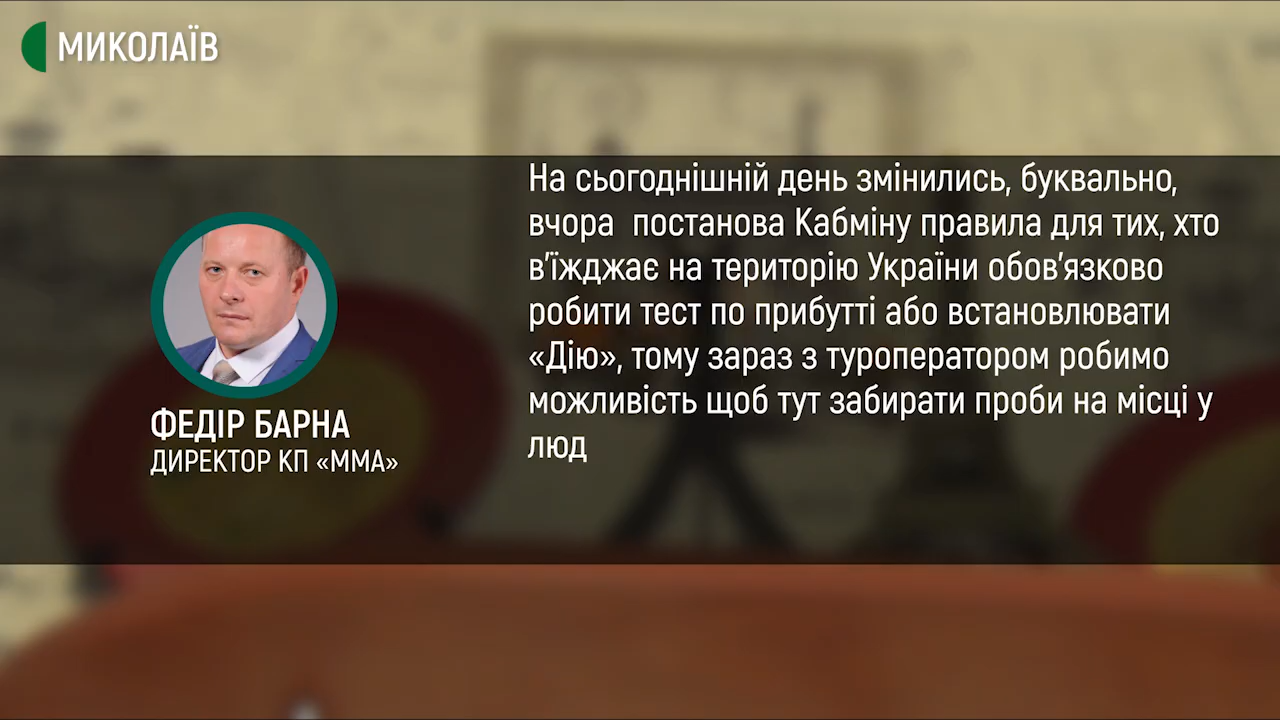 МИКОЛАЇВ
На сьогоднішній день змінились, буквально,
вчора  постанова Кабміну правила для тих, хто
в'їжджає на територію України обов'язково
робити тест по прибутті або встановлювати
«Дію», тому зараз з туроператором робимо
можливість щоб тут забирати проби на місці у
люд
ФЕДІР БАРНА
ДИРЕКТОР КП «ММА»